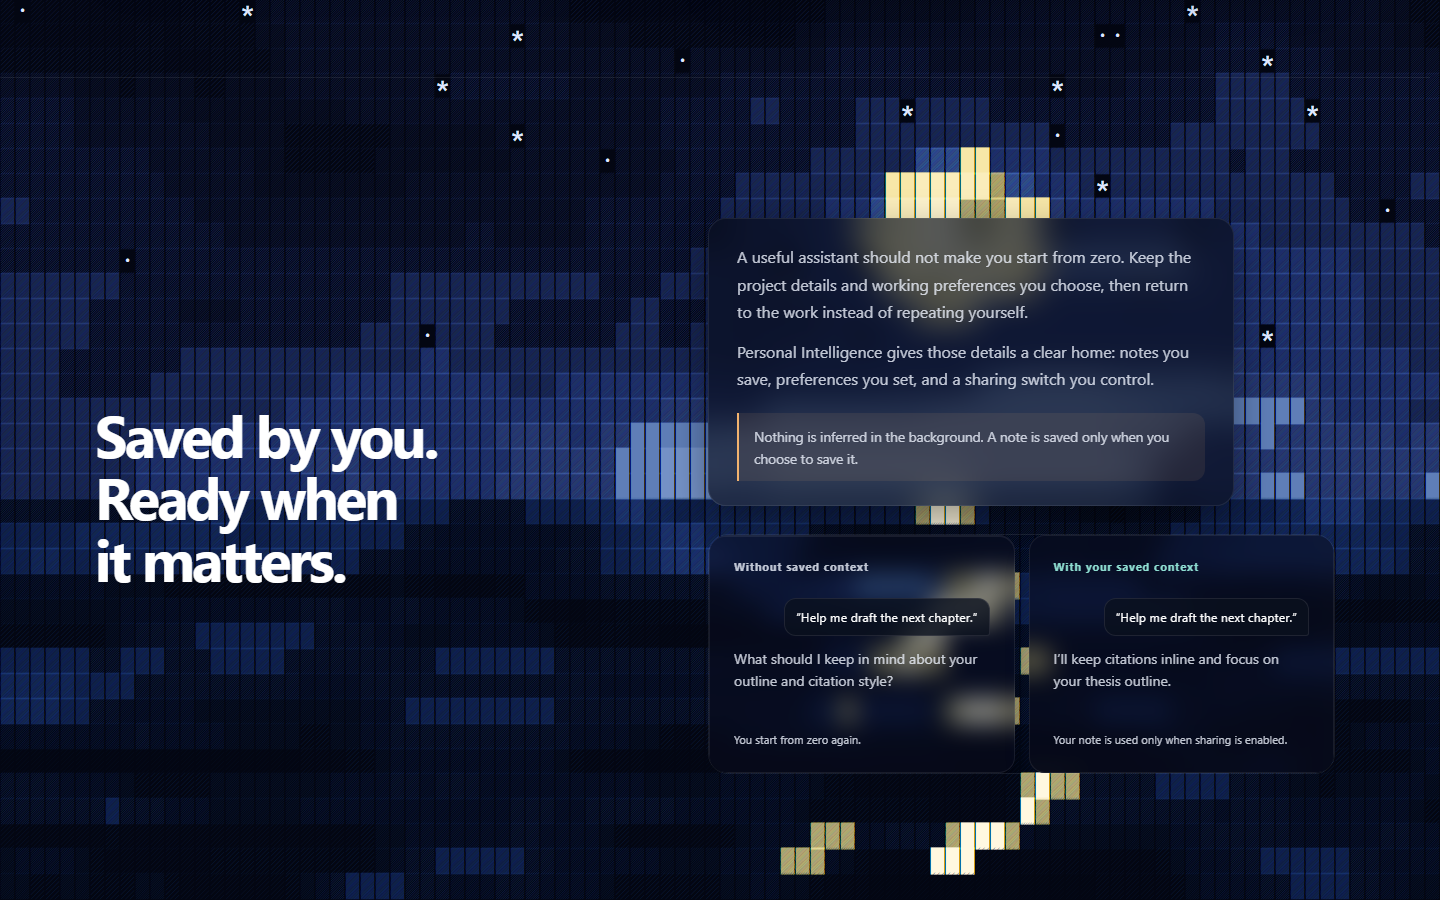 Saved by you.
Ready when
it matters.
A useful assistant should not make you start from zero. Keep the
project details and working preferences you choose, then return
to the work instead of repeating yourself.
Personal Intelligence gives those details a clear home: notes you
save, preferences you set, and a sharing switch you control.
Nothing is inferred in the background. A note is saved only when you
choose to save it.
Without saved context
“Help me draft the next chapter.”
What should I keep in mind about your
outline and citation style?
You start from zero again.
With your saved context
“Help me draft the next chapter.”
I’ll keep citations inline and focus on
your thesis outline.
Your note is used only when sharing is enabled.